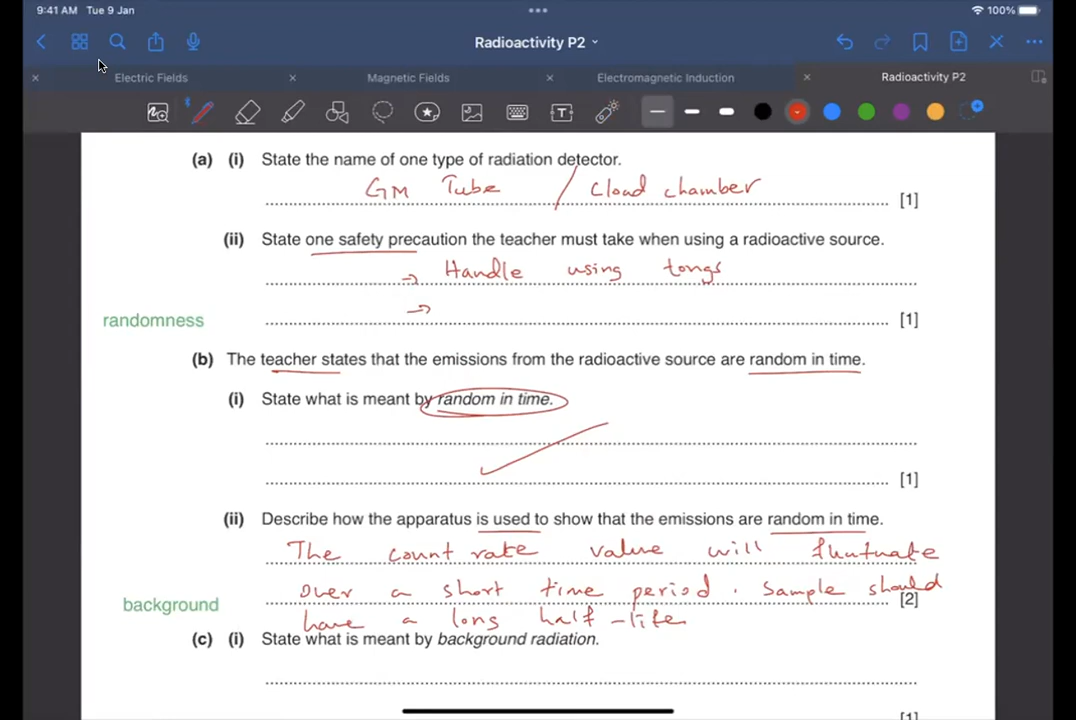 9:41 AM Tue 9 Jan
100%
Radioactivity P2
Electric Fields
Magnetic Fields
Electromagnetic Induction
Radioactivity P2
(a) (i) State the name of one type of radiation detector.
GM Tube / cloud chamber
[1]
(ii) State one safety precaution the teacher must take when using a radioactive source.
→ Handle using tongs
→
randomness
[1]
(b) The teacher states that the emissions from the radioactive source are random in time.
(i) State what is meant by random in time.
[1]
(ii) Describe how the apparatus is used to show that the emissions are random in time.
The count rate value will fluctuate
over a short time period. Sample should
background
[2]
have a long half-life
(c) (i) State what is meant by background radiation.
[1]